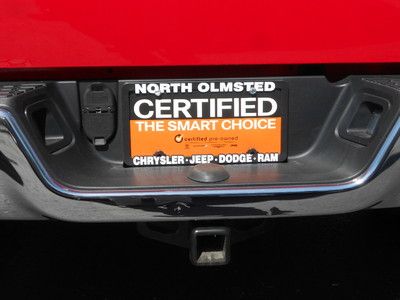 NORTH OLMSTED
CERTIFIED
THE SMART CHOICE
certified pre-owned
CHRYSLER · JEEP · DODGE · RAM